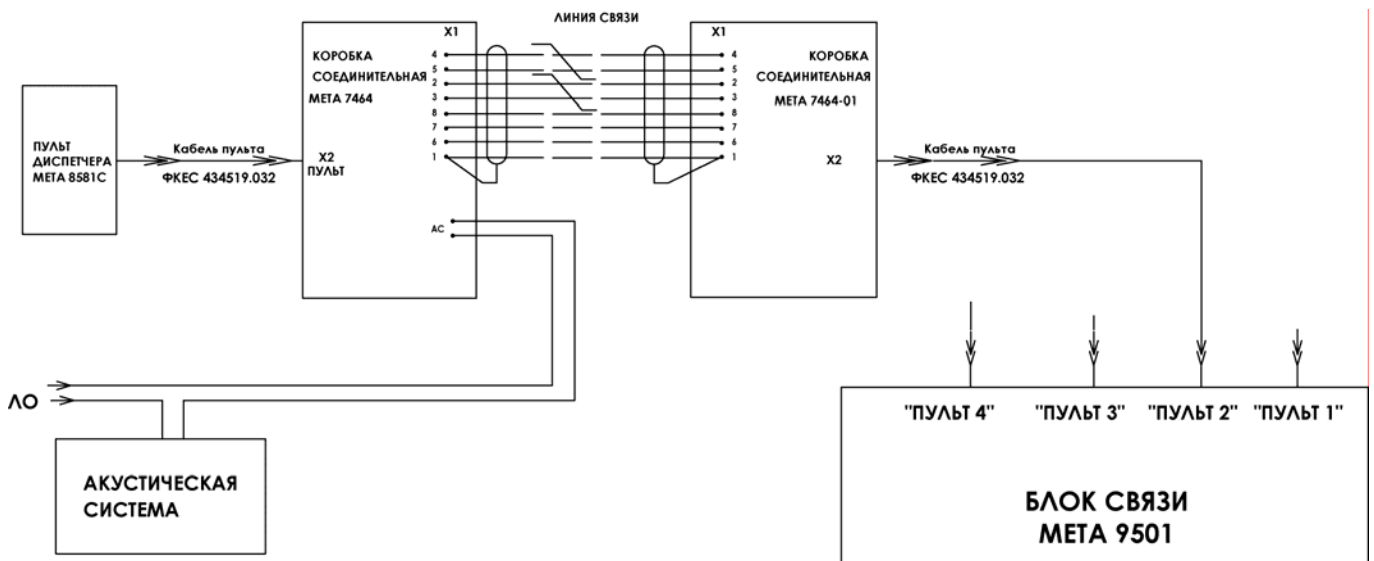 ЛИНИЯ СВЯЗИ
X1
КОРОБКА
СОЕДИНИТЕЛЬНАЯ
МЕТА 7464
4
5
2
3
8
7
6
1
X2
ПУЛЬТ
АС
X1
4
5
2
3
8
7
6
1
КОРОБКА
СОЕДИНИТЕЛЬНАЯ
МЕТА 7464-01
X2
ПУЛЬТ
ДИСПЕТЧЕРА
МЕТА 8581С
Кабель пульта
ФКЕС 434519.032
Кабель пульта
ФКЕС 434519.032
ЛО
АКУСТИЧЕСКАЯ
СИСТЕМА
"ПУЛЬТ 4" "ПУЛЬТ 3" "ПУЛЬТ 2" "ПУЛЬТ 1"
БЛОК СВЯЗИ
МЕТА 9501